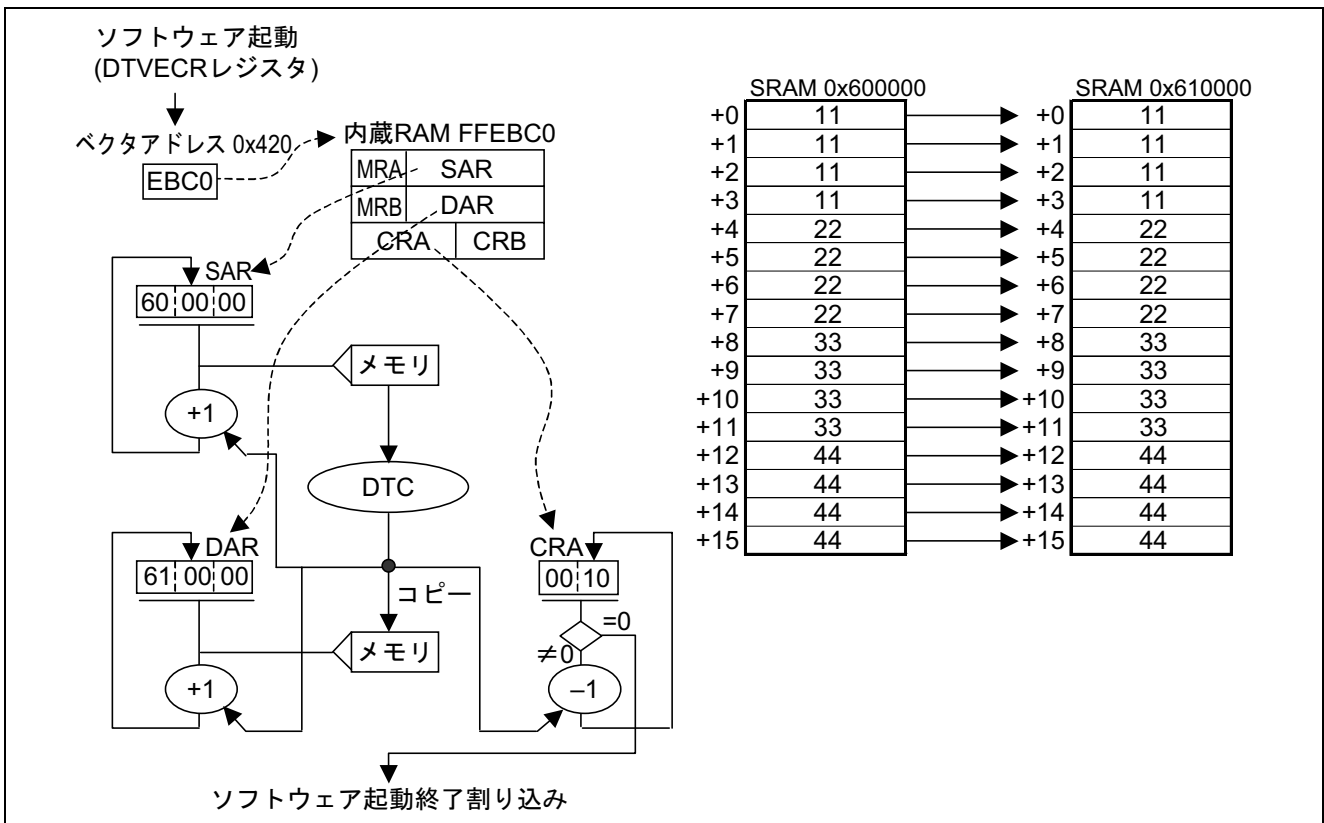 ソフトウェア起動
(DTVECRレジスタ)
ベクタアドレス 0x420
EBC0
内蔵RAM FFEBC0
MRA SAR
MRB DAR
CRA CRB
SAR
60 00 00
+1
メモリ
DTC
コピー
メモリ
DAR
61 00 00
+1
CRA
00 10
=0
≠0
–1
ソフトウェア起動終了割り込み
SRAM 0x600000 SRAM 0x610000
+0 11 +0 11
+1 11 +1 11
+2 11 +2 11
+3 11 +3 11
+4 22 +4 22
+5 22 +5 22
+6 22 +6 22
+7 22 +7 22
+8 33 +8 33
+9 33 +9 33
+10 33 +10 33
+11 33 +11 33
+12 44 +12 44
+13 44 +13 44
+14 44 +14 44
+15 44 +15 44